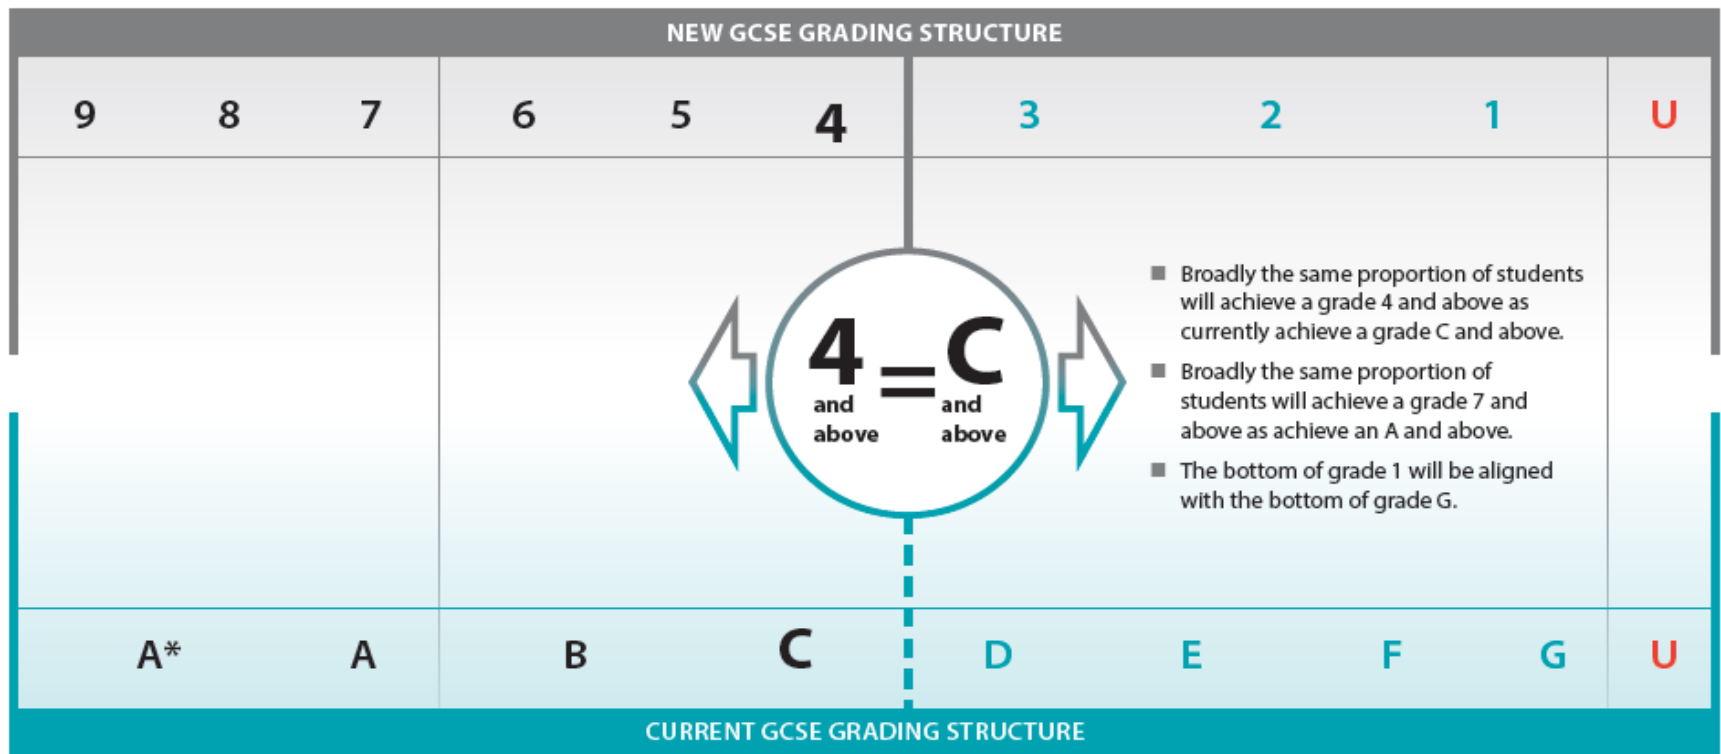 NEW GCSE GRADING STRUCTURE
9 8 7 6 5 4 3 2 1 U
4 = C
and and
above above
■ Broadly the same proportion of students
will achieve a grade 4 and above as
currently achieve a grade C and above.
■ Broadly the same proportion of
students will achieve a grade 7 and
above as achieve an A and above.
■ The bottom of grade 1 will be aligned
with the bottom of grade G.
A* A B C D E F G U
CURRENT GCSE GRADING STRUCTURE